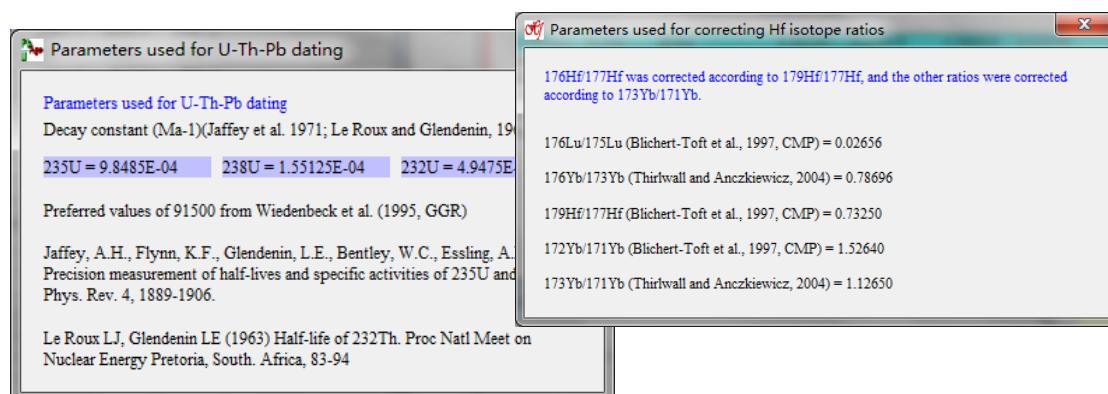 Parameters used for U-Th-Pb dating
Parameters used for U-Th-Pb dating
Decay constant (Ma-1)(Jaffey et al. 1971; Le Roux and Glendenin,
235U = 9.8485E-04 238U = 1.55125E-04 232U = 4.9475E-
Preferred values of 91500 from Wiedenbeck et al. (1995, GGR)
Jaffey, A.H., Flynn, K.F., Glendenin, L.E., Bentley, W.C., Essling,
Precision measurement of half-lives and specific activities of 235U and
Phys. Rev. 4, 1889-1906.
Le Roux LJ, Glendenin LE (1963) Half-life of 232Th. Proc Natl Meet on
Nuclear Energy Pretoria, South. Africa, 83-94
Hf Parameters used for correcting Hf isotope ratios
176Hf/177Hf was corrected according to 179Hf/177Hf, and the other ratios were corrected
according to 173Yb/171Yb.
176Lu/175Lu (Blichert-Toft et al., 1997, CMP) = 0.02656
176Yb/173Yb (Thirlwall and Anczkiewicz, 2004) = 0.78696
179Hf/177Hf (Blichert-Toft et al., 1997, CMP) = 0.73250
172Yb/171Yb (Blichert-Toft et al., 1997, CMP) = 1.52640
173Yb/171Yb (Thirlwall and Anczkiewicz, 2004) = 1.12650